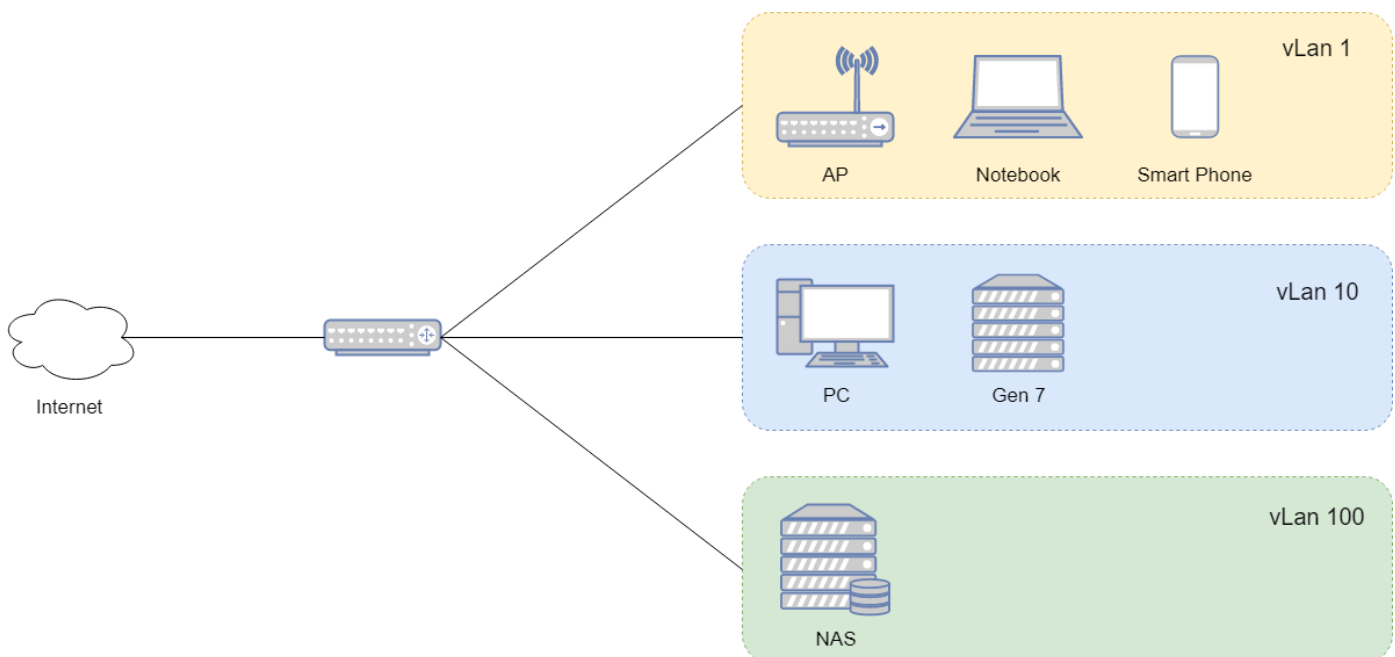 vLan 1
AP
Notebook
Smart Phone
vLan 10
Internet
PC
Gen 7
vLan 100
NAS